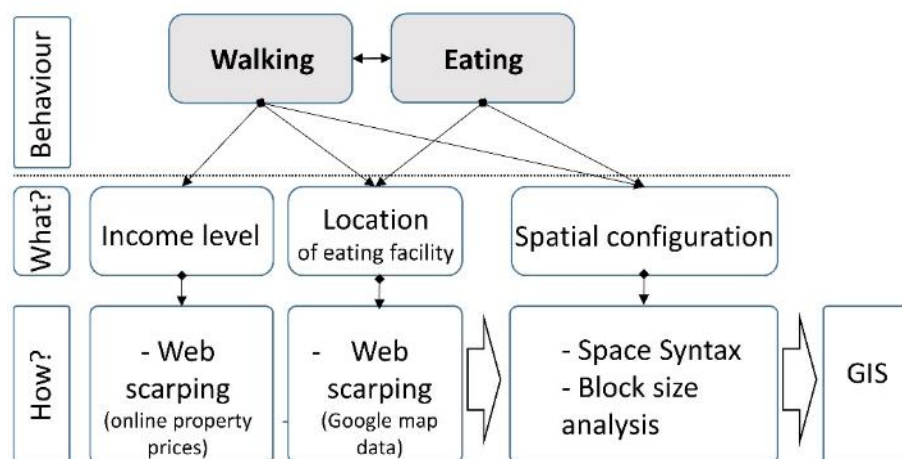 Behaviour
Walking
Eating
What?
Income level
Location
of eating facility
Spatial configuration
How?
- Web
scarping
(online property
prices)
- Web
scarping
(Google map
data)
- Space Syntax
- Block size
analysis
GIS